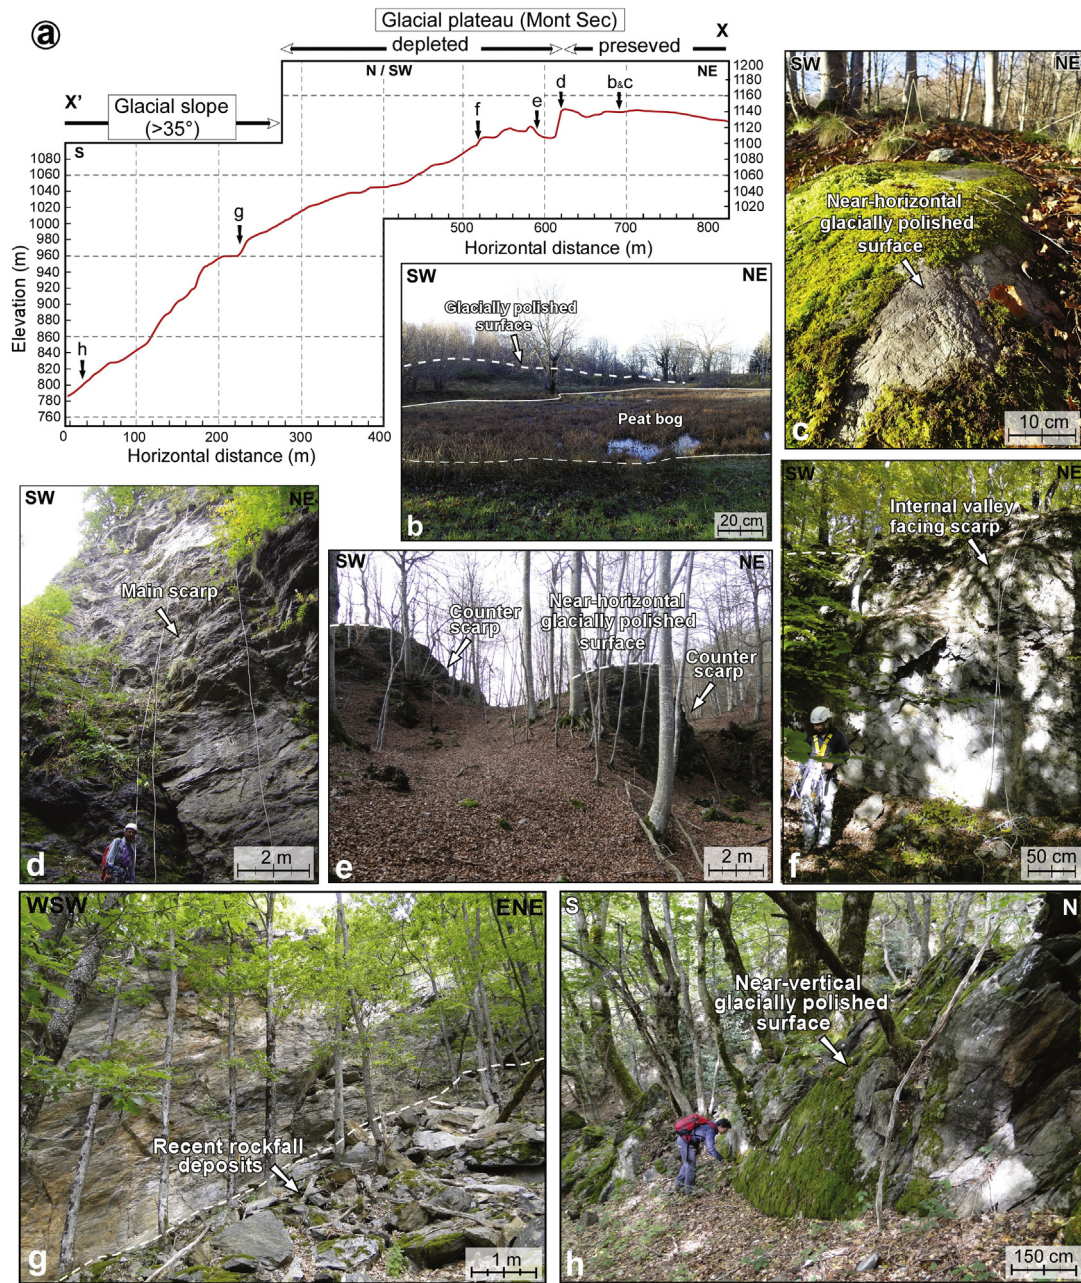 a
Glacial plateau (Mont Sec)
depleted
preseved
X
X'
Glacial slope
(>35°)
N / SW
NE
S
d
b&c
f
e
g
h
1200
1180
1160
1140
1120
1100
1080
1060
1040
1020
1080
1060
1040
1020
1000
980
960
940
900
880
860
840
820
800
780
760
Elevation (m)
0
100
200
300
400
Horizontal distance (m)
500
600
700
800
Horizontal distance (m)
SW
NE
Glacially polished
surface
Peat bog
b
20 cm
SW
NE
Near-horizontal
glacially polished
surface
c
10 cm
SW
NE
Main scarp
d
2 m
SW
NE
Counter
scarp
Near-horizontal
glacially polished
surface
Counter
scarp
e
2 m
SW
NE
Internal valley
facing scarp
f
50 cm
WSW
ENE
Recent rockfall
deposits
g
1 m
S
N
Near-vertical
glacially polished
surface
h
150 cm